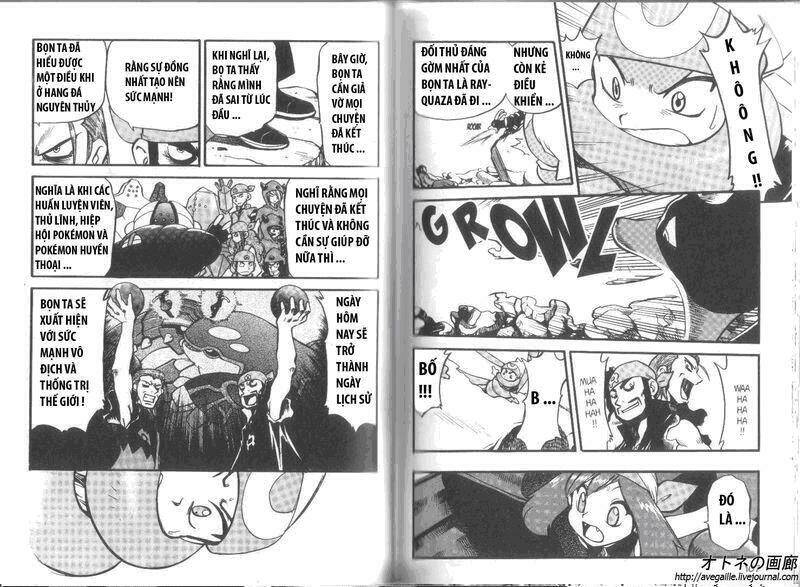 KHÔÔNG!!
KHÔNG
...
NHƯNG
CÒN KẺ
ĐIỀU
KHIỂN ...
ĐỐI THỦ ĐÁNG
GỜM NHẤT CỦA
BỌN TA LÀ RAY-
QUAZA ĐÃ ĐI ...
GROWL
WAA
HA
HA
HA
!!
MUA
HA
HA
HAH
!!
B ...
BỐ
!!!
ĐÓ
LÀ ...
BÂY GIỜ,
BỌN TA
CẦN GIẢ
VỜ MỌI
CHUYỆN
ĐÃ KẾT
THÚC ...
KHI NGHĨ LẠI,
BỌ TA THẤY
RẰNG MÌNH
ĐÃ SAI TỪ LÚC
ĐẦU ...
RẰNG SỰ ĐỒNG
NHẤT TẠO NÊN
SỨC MẠNH!
BỌN TA ĐÃ
HIỂU ĐƯỢC
MỘT ĐIỀU KHI
Ở HANG ĐÁ
NGUYÊN THỦY
NGHĨ RẰNG MỌI
CHUYỆN ĐÃ KẾT
THÚC VÀ KHÔNG
CẦN SỰ GIÚP ĐỠ
NỮA THÌ ...
NGHĨA LÀ KHI CÁC
HUẤN LUYỆN VIÊN,
THỦ LĨNH, HIỆP
HỘI POKÉMON VÀ
POKÉMON HUYỀN
THOẠI ...
NGÀY
HÔM
NAY SẼ
TRỞ
THÀNH
NGÀY
LỊCH SỬ
BỌN TA SẼ
XUẤT HIỆN
VỚI SỨC
MẠNH VÔ
ĐỊCH VÀ
THỐNG TRỊ
THẾ GIỚI !
オトネの画廊
http://avegaille.livejournal.com/